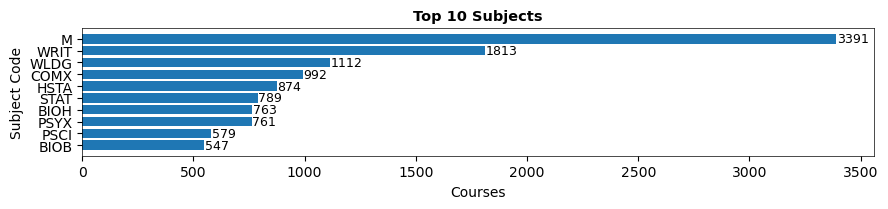 Top 10 Subjects
Subject Code
M 3391
WRIT 1813
WLDG 1112
COMX 992
HSTA 874
STAT 789
BIOH 763
PSYX 761
PSCI 579
BIOB 547
0 500 1000 1500 2000 2500 3000 3500
Courses